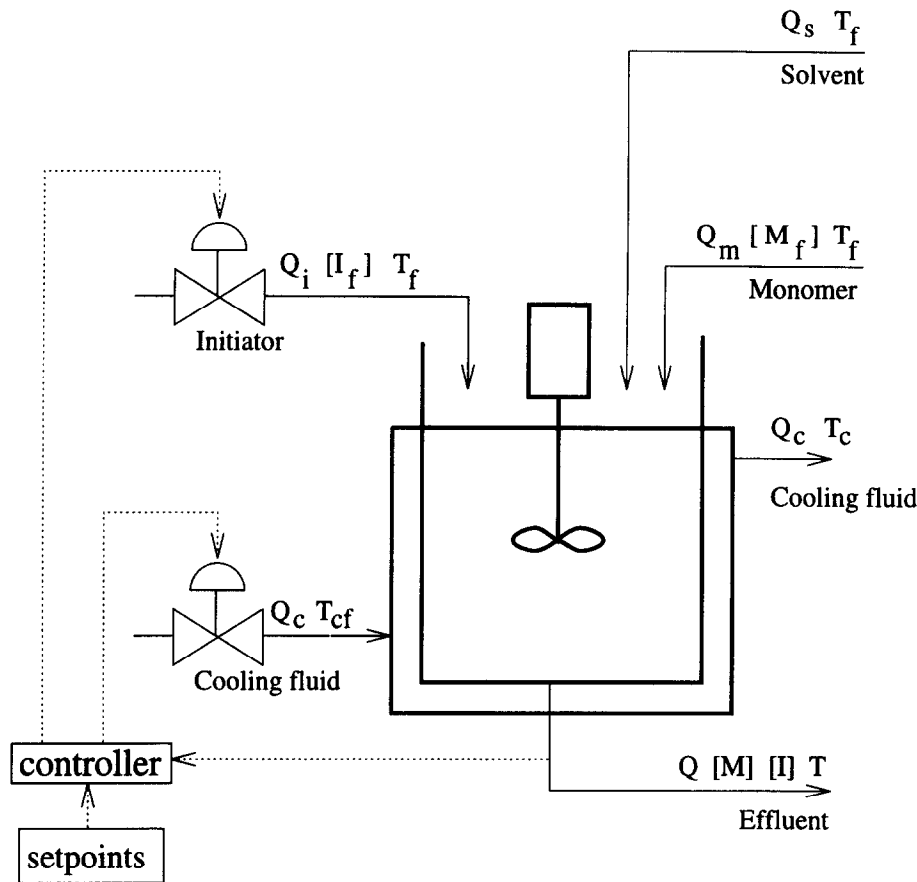 Q_s T_f
Solvent
Q_m [M_f] T_f
Monomer
Q_i [I_f] T_f
Initiator
Q_c T_c
Cooling fluid
Q_c T_cf
Cooling fluid
controller
Q [M] [I] T
Effluent
setpoints